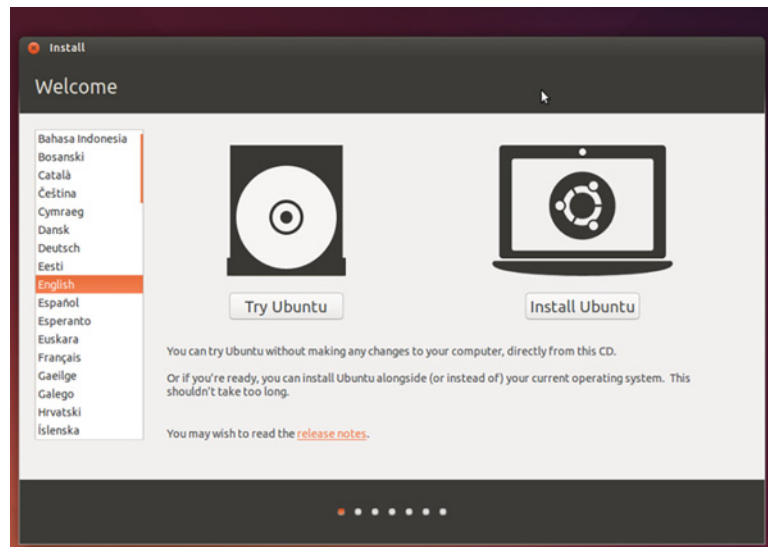 Install
Welcome
Bahasa Indonesia
Bosanski
Català
Čeština
Cymraeg
Dansk
Deutsch
Eesti
English
Español
Esperanto
Euskara
Français
Gaeilge
Galego
Hrvatski
Íslenska
Try Ubuntu
Install Ubuntu
You can try Ubuntu without making any changes to your computer, directly from this CD.
Or if you're ready, you can install Ubuntu alongside (or instead of) your current operating system. This
shouldn't take too long.
You may wish to read the release notes.